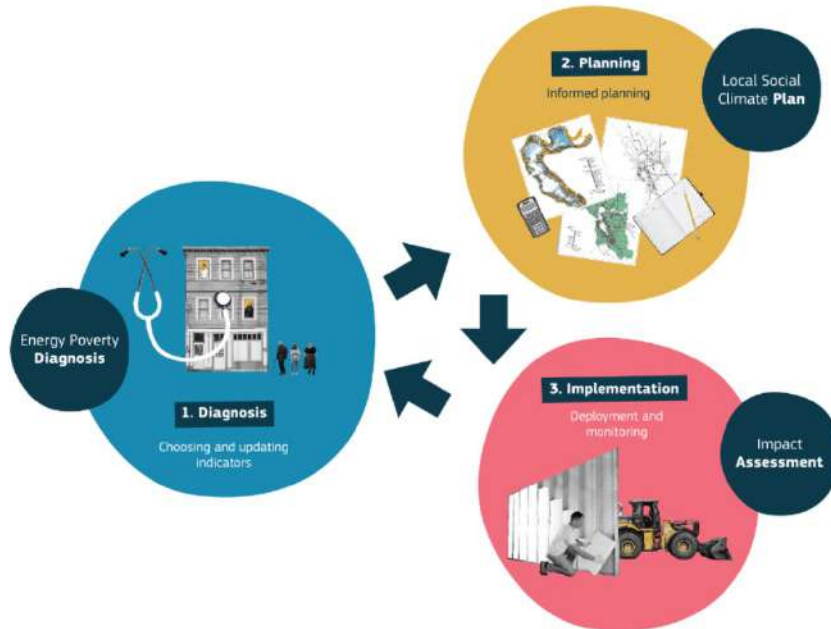 Energy Poverty
Diagnosis
1. Diagnosis
Choosing and updating
indicators
2. Planning
Informed planning
Local Social
Climate Plan
3. Implementation
Deployment and
monitoring
Impact
Assessment